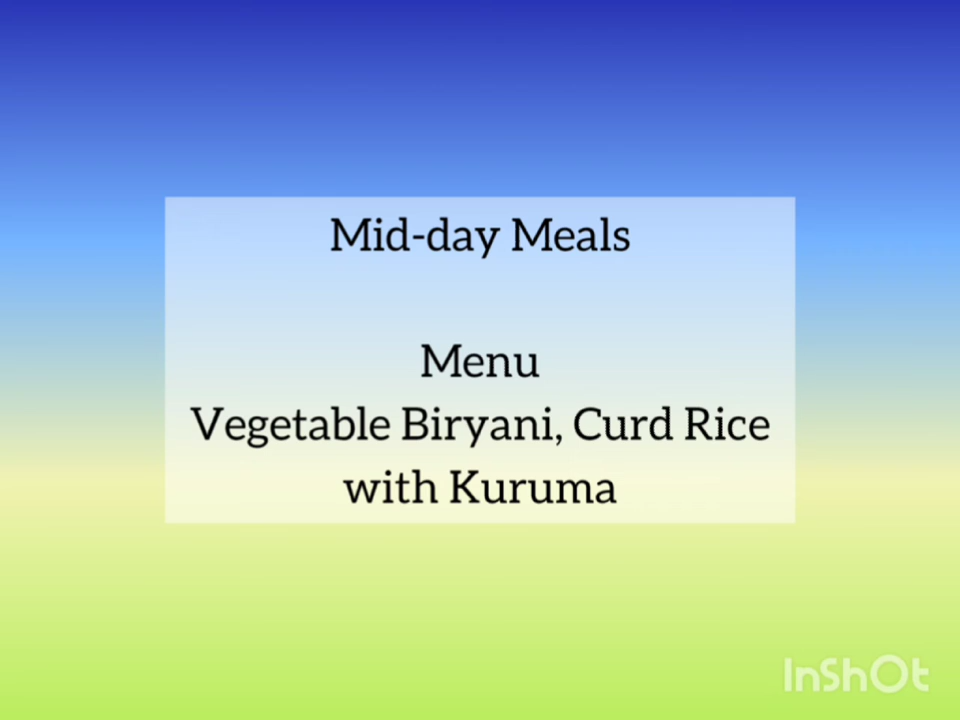 Mid-day Meals
Menu
Vegetable Biryani, Curd Rice
with Kuruma
InShOt